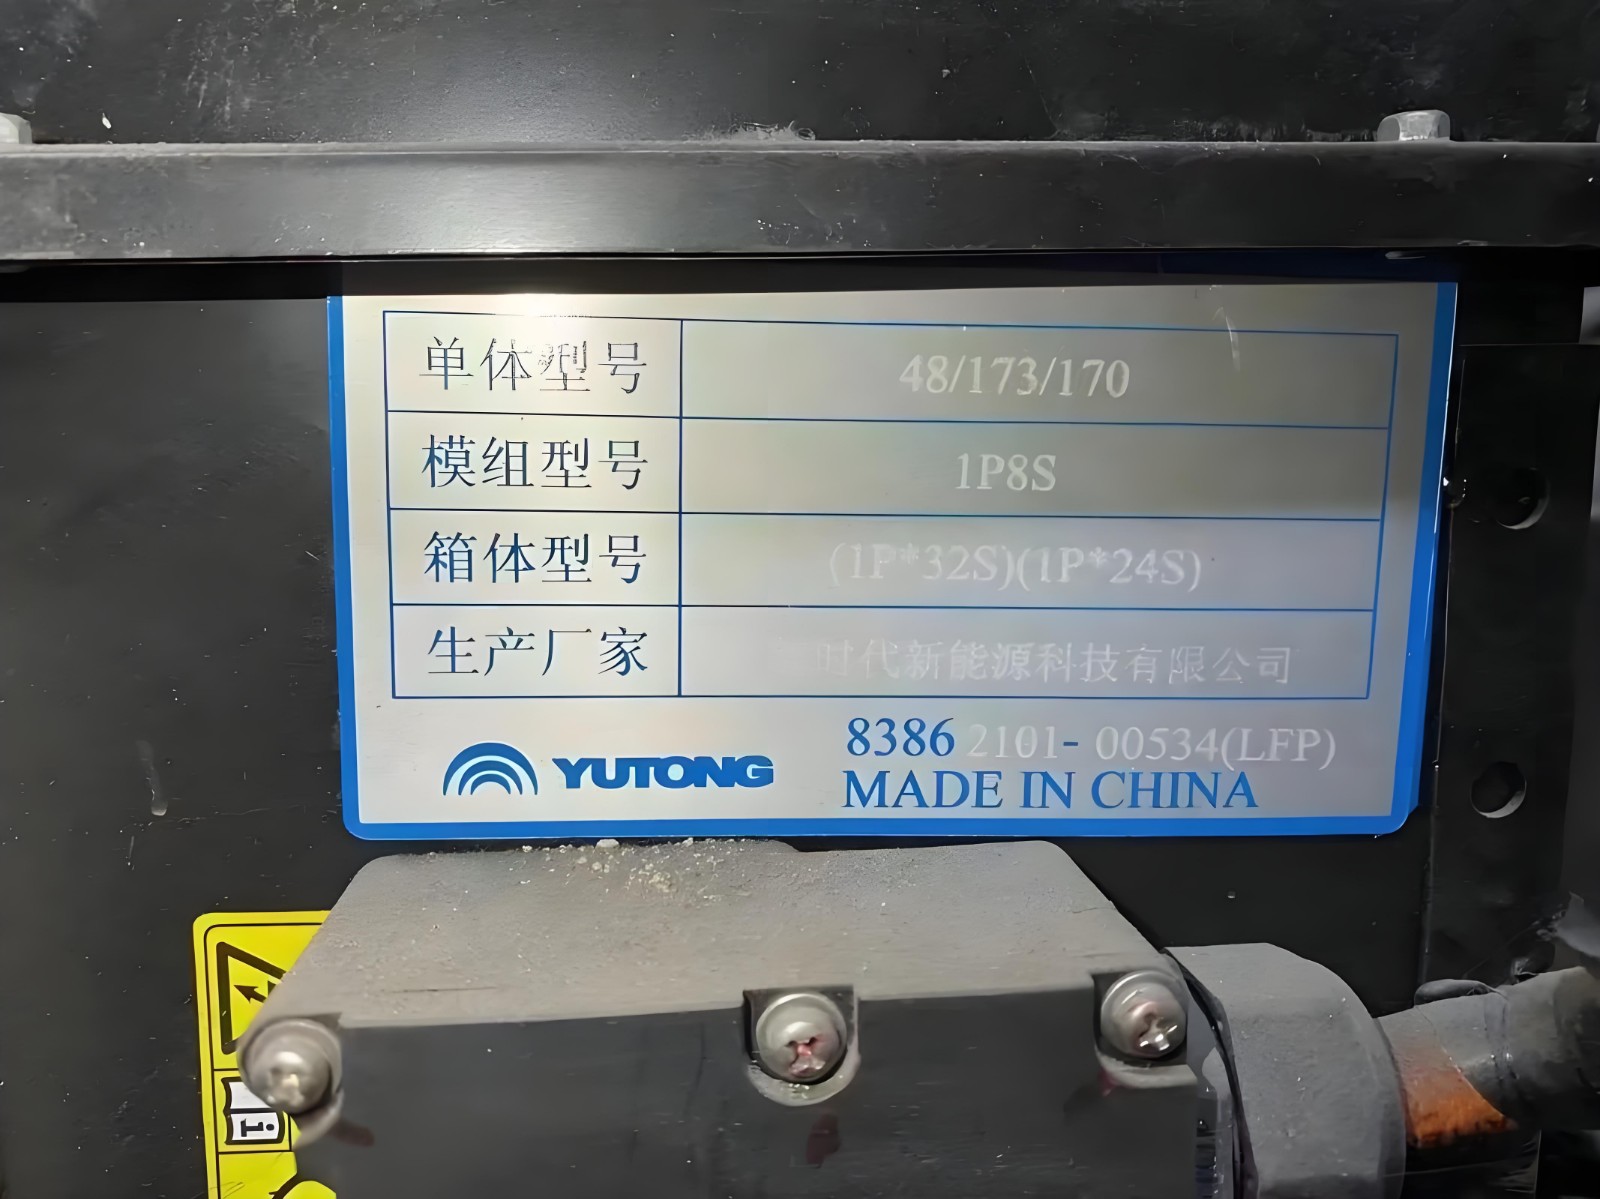 单体型号 48/173/170
模组型号 1P8S
箱体型号 (1P*32S)(1P*24S)
生产厂家 时代新能源科技有限公司
YUTONG 8386 2101- 00534(LFP)
MADE IN CHINA
i